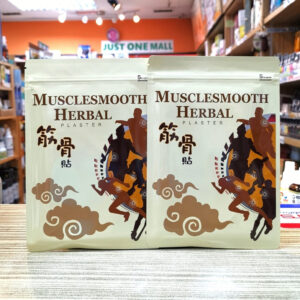 JUST ONE MALL
MUSCLESMOOTH
HERBAL
PLASTER
筋骨貼
MUSCLESMOOTH
HERBAL
PLASTER
筋骨貼